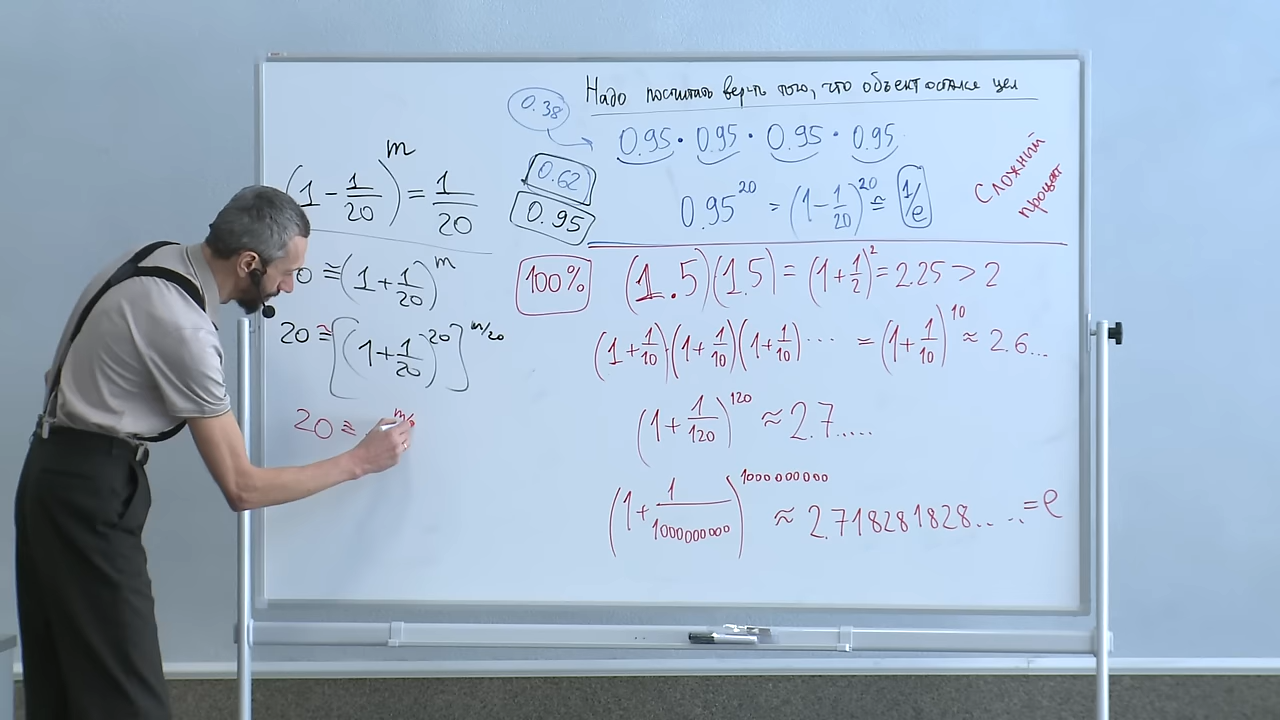 (1 - 1/20)^m = 1/20
0 ≅ (1 + 1/20)^m
20 ≅ [(1 + 1/20)^20]^m/20
20 ≅
Надо посчитать вер-ть того, что объект остался цел
0.38
0.95 · 0.95 · 0.95 · 0.95
0.62
0.95
0.95^20 = (1 - 1/20)^20 ≅ 1/e
Сложный
процент
100%
(1.5)(1.5) = (1 + 1/2)^2 = 2.25 > 2
(1 + 1/10)·(1 + 1/10)(1 + 1/10) ... = (1 + 1/10)^10 ≈ 2.6...
(1 + 1/120)^120 ≈ 2.7.....
(1 + 1/1000000000)^1000000000 ≈ 2.718281828..... = e